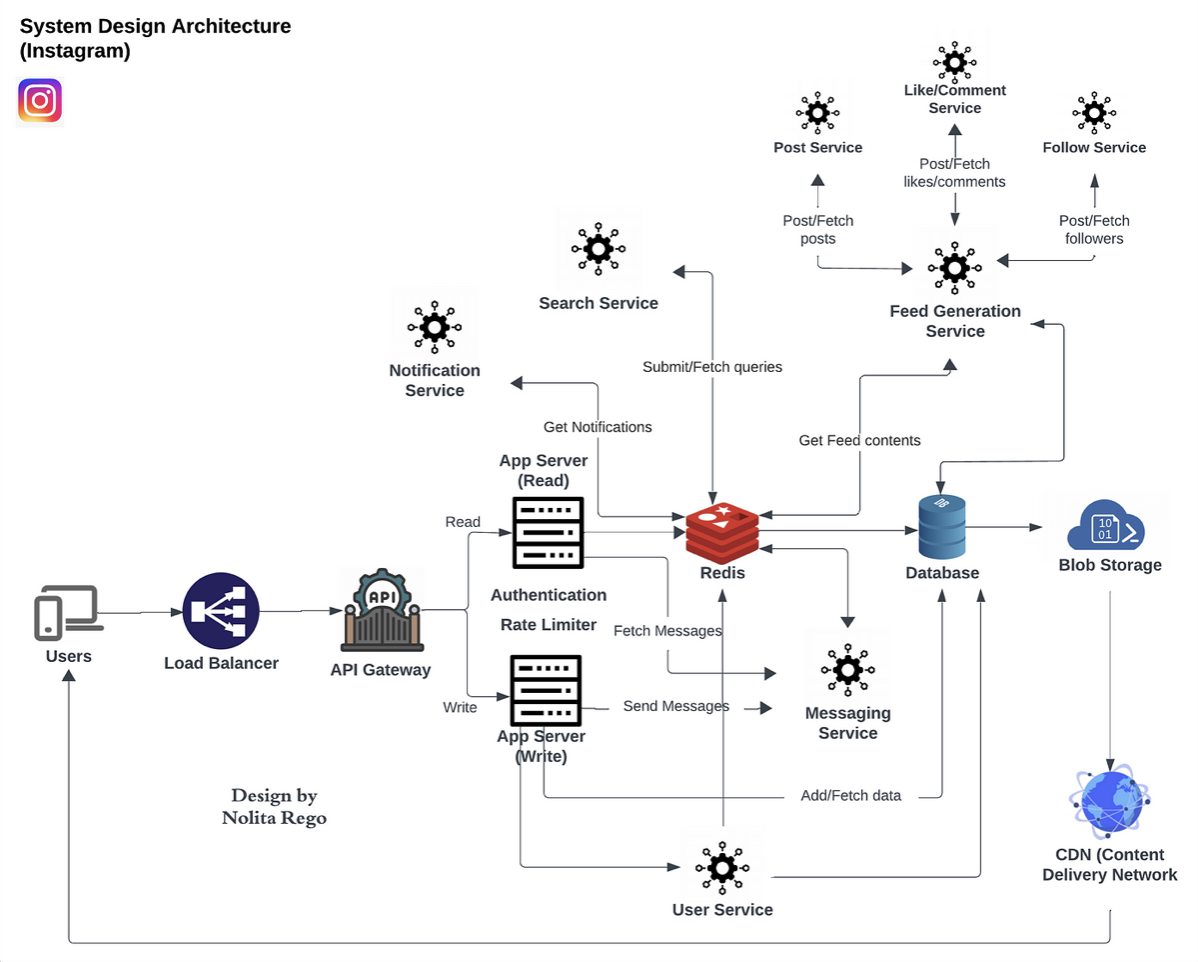 System Design Architecture
(Instagram)
Like/Comment
Service
Post Service
Follow Service
Post/Fetch
likes/comments
Post/Fetch
posts
Post/Fetch
followers
Search Service
Feed Generation
Service
Notification
Service
Submit/Fetch queries
Get Notifications
Get Feed contents
App Server
(Read)
Read
DB
10
01
Redis
Database
Blob Storage
API
Authentication
Rate Limiter
Fetch Messages
Users
Load Balancer
API Gateway
Write
Send Messages
Messaging
Service
App Server
(Write)
Design by
Nolita Rego
Add/Fetch data
CDN (Content
Delivery Network
User Service